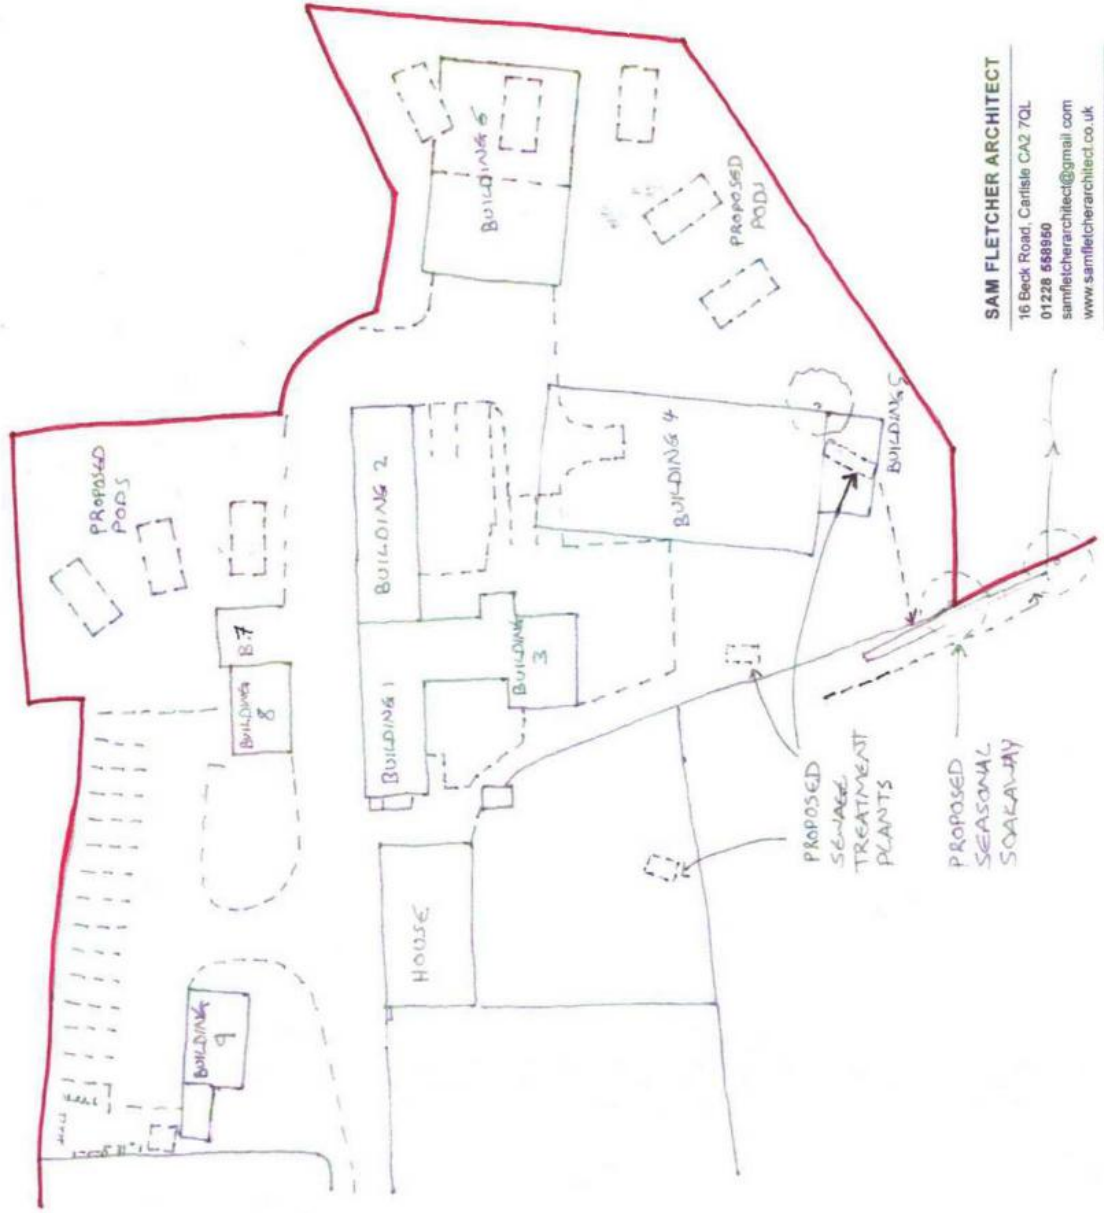 PROPOSED
PODS
BUILDING 6
PROPOSED
PODS
B.7
BUILDING
8
BUILDING 2
BUILDING 1
BUILDING
3
BUILDING 4
BUILDING 5
BUILDING
9
HOUSE
PROPOSED
SEWAGE
TREATMENT
PLANTS
PROPOSED
SEASONAL
SOAKAWAY
SAM FLETCHER ARCHITECT
16 Beck Road, Carlisle CA2 7QL
01228 558950
samfletcherarchitect@gmail.com
www.samfletcherarchitect.co.uk